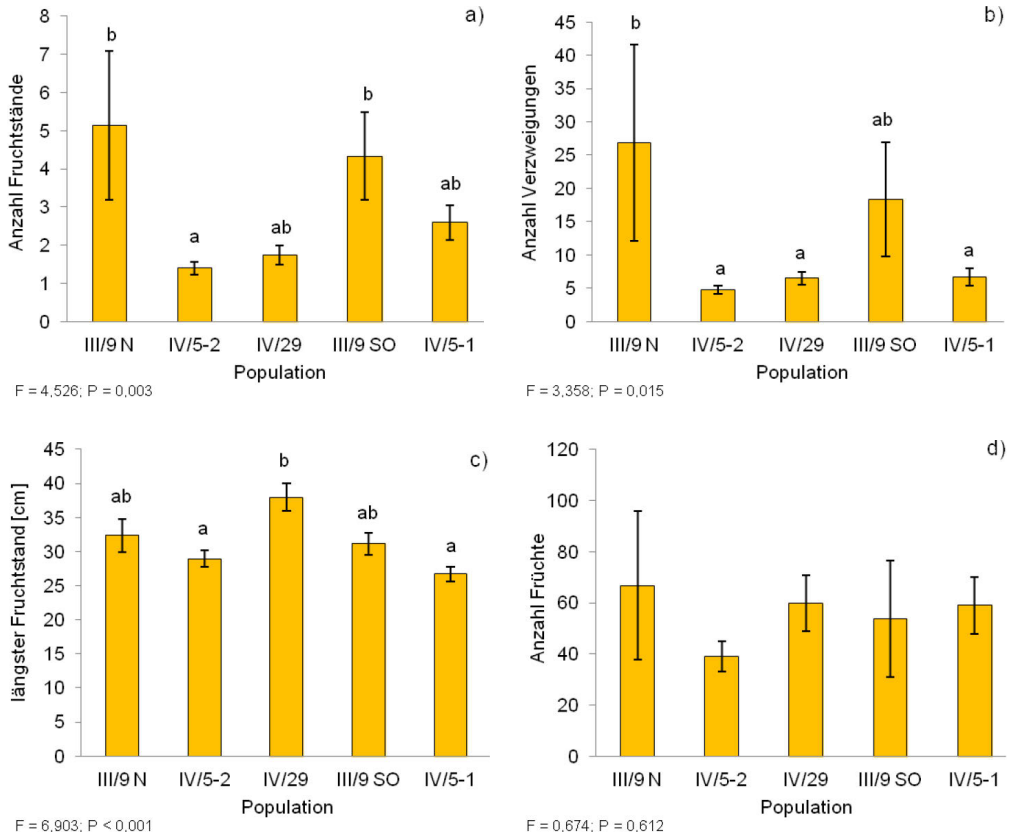 a)
Anzahl Fruchtstände
8
7
6
5
4
3
2
1
0
b
a
ab
b
ab
III/9 N
IV/5-2
IV/29
III/9 SO
IV/5-1
Population
F = 4,526; P = 0,003
b)
Anzahl Verzweigungen
45
40
35
30
25
20
15
10
5
0
b
a
a
ab
a
III/9 N
IV/5-2
IV/29
III/9 SO
IV/5-1
Population
F = 3,358; P = 0,015
c)
längster Fruchtstand [cm]
45
40
35
30
25
20
15
10
5
0
ab
a
b
ab
a
III/9 N
IV/5-2
IV/29
III/9 SO
IV/5-1
Population
F = 6,903; P < 0,001
d)
Anzahl Früchte
120
100
80
60
40
20
0
III/9 N
IV/5-2
IV/29
III/9 SO
IV/5-1
Population
F = 0,674; P = 0,612